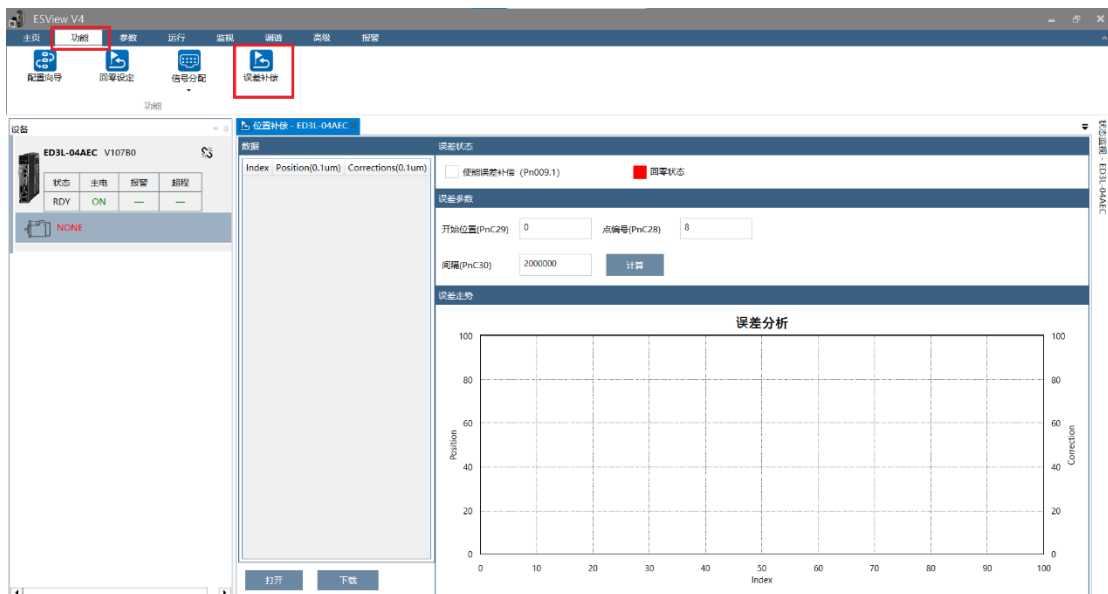 ESView V4
主页 功能 参数 运行 监视 调谐 高级 报警
配置向导 回零设定 信号分配 误差补偿
功能
设备
ED3L-04AEC V107B0
状态 主电 报警 超程
RDY ON — —
NONE
位置补偿 - ED3L-04AEC
数据
Index Position(0.1um) Corrections(0.1um)
打开 下载
误差状态
使能误差补偿 (Pn009.1) 回零状态
误差参数
开始位置(PnC29) 0 点编号(PnC28) 8
间隔(PnC30) 2000000 计算
误差走势
误差分析
100 100
80 80
60 60
40 40
20 20
0 0
Position
Correction
0 10 20 30 40 50 60 70 80 90 100
Index
状态监视 - ED3L-04AEC